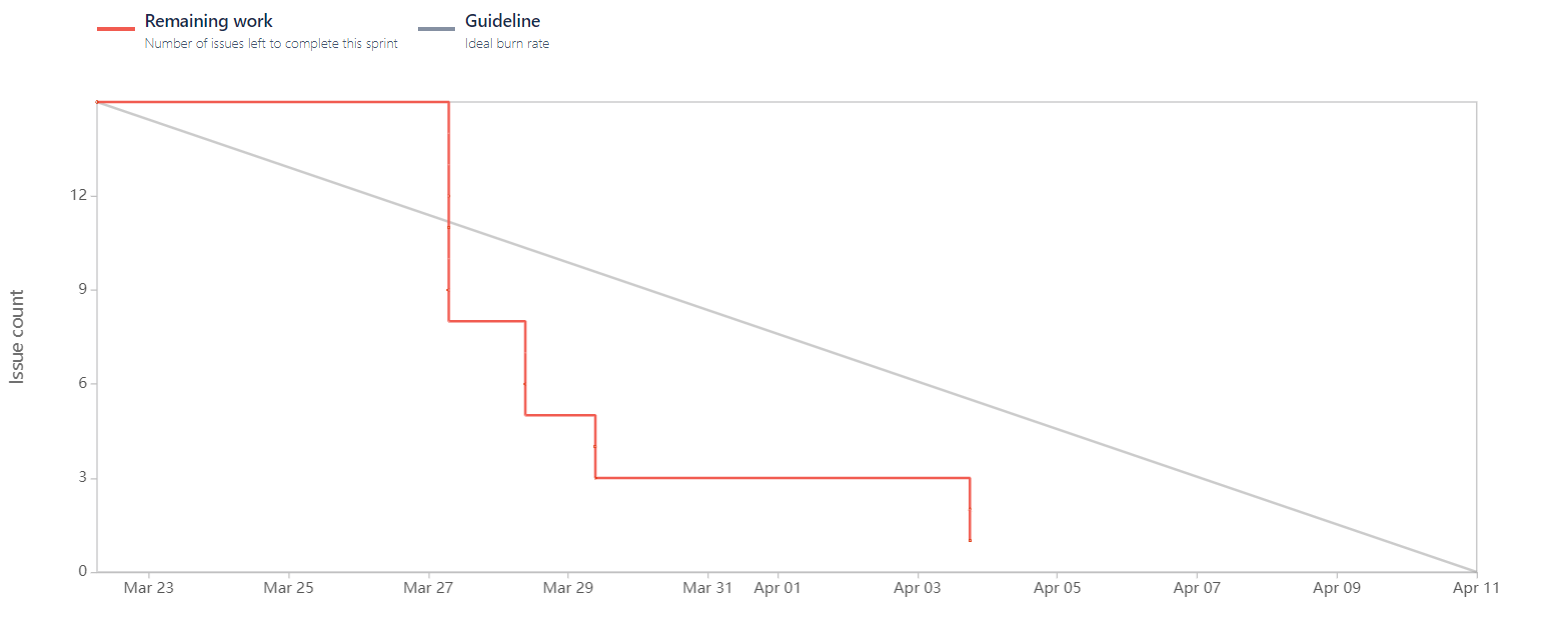 Remaining work
Number of issues left to complete this sprint
Guideline
Ideal burn rate
Issue count
12
9
6
3
0
Mar 23 Mar 25 Mar 27 Mar 29 Mar 31 Apr 01 Apr 03 Apr 05 Apr 07 Apr 09 Apr 11